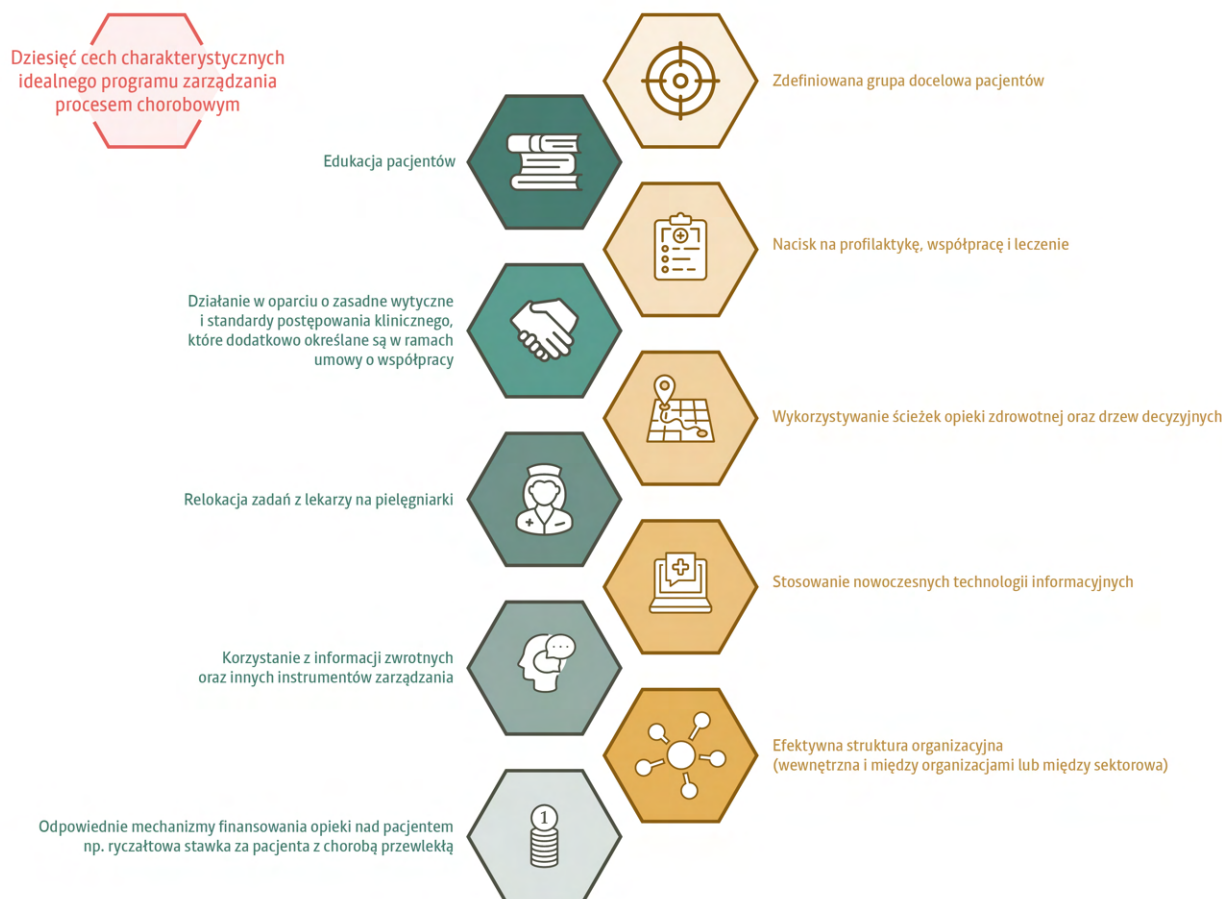 Dziesięć cech charakterystycznych
idealnego programu zarządzania
procesem chorobowym
Zdefiniowana grupa docelowa pacjentów
Edukacja pacjentów
Nacisk na profilaktykę, współpracę i leczenie
Działanie w oparciu o zasadne wytyczne
i standardy postępowania klinicznego,
które dodatkowo określane są w ramach
umowy o współpracy
Wykorzystywanie ścieżek opieki zdrowotnej oraz drzew decyzyjnych
Relokacja zadań z lekarzy na pielęgniarki
Stosowanie nowoczesnych technologii informacyjnych
Korzystanie z informacji zwrotnych
oraz innych instrumentów zarządzania
Efektywna struktura organizacyjna
(wewnętrzna i między organizacjami lub między sektorowa)
1
Odpowiednie mechanizmy finansowania opieki nad pacjentem
np. ryczałtowa stawka za pacjenta z chorobą przewlekłą